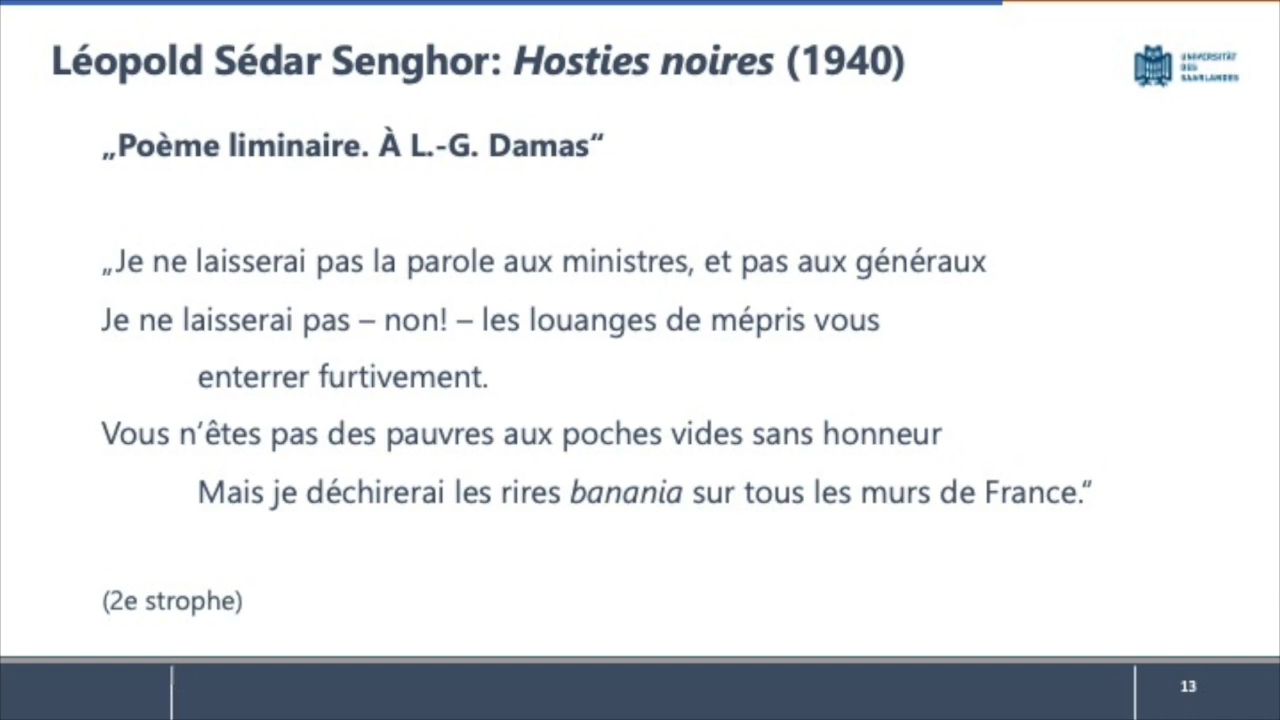 Léopold Sédar Senghor: Hosties noires (1940)
UNIVERSITÄT
DES
SAARLANDES
„Poème liminaire. À L.-G. Damas“
„Je ne laisserai pas la parole aux ministres, et pas aux généraux
Je ne laisserai pas – non! – les louanges de mépris vous
enterrer furtivement.
Vous n’êtes pas des pauvres aux poches vides sans honneur
Mais je déchirerai les rires banania sur tous les murs de France.“
(2e strophe)
13